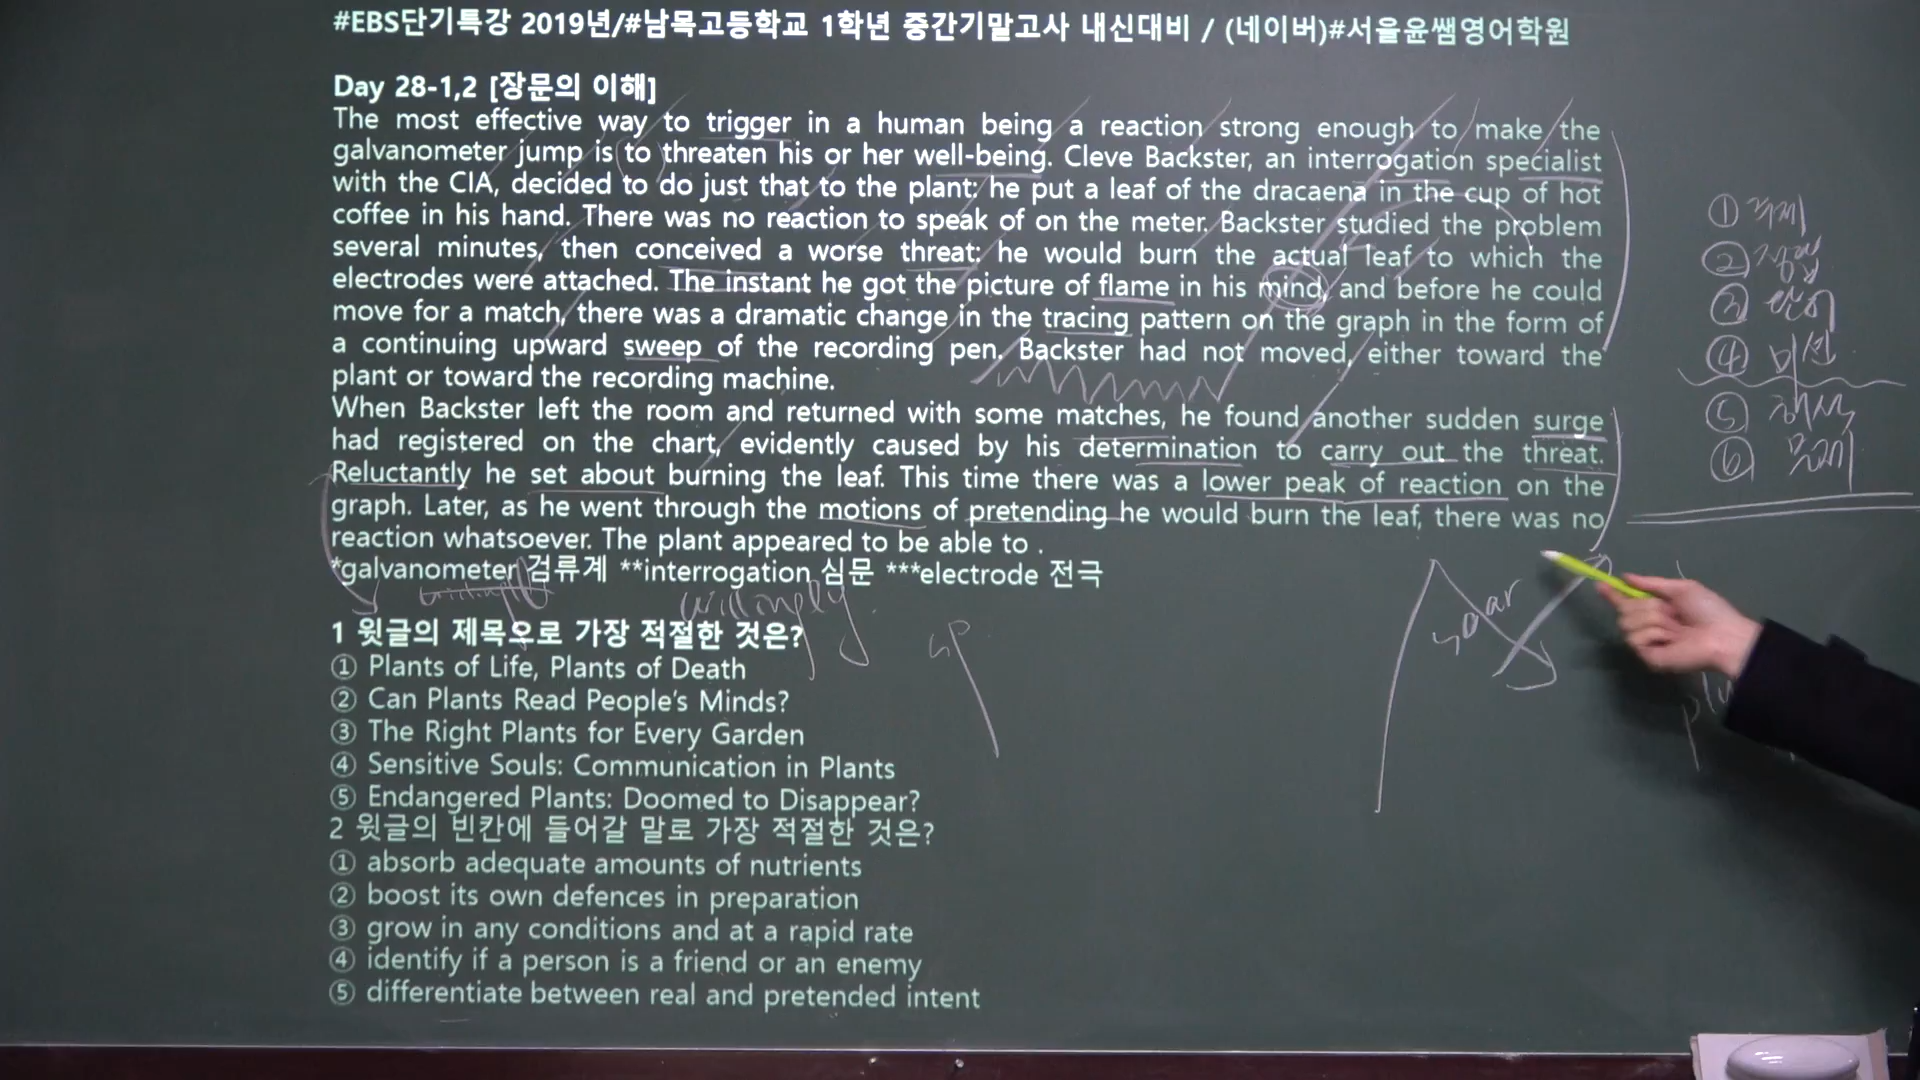 #EBS단기특강 2019년/#남목고등학교 1학년 중간기말고사 내신대비 / (네이버)#서울윤쌤영어학원
Day 28-1,2 [장문의 이해]
The most effective way to trigger in a human being a reaction strong enough to make the
galvanometer jump is to threaten his or her well-being. Cleve Backster, an interrogation specialist
with the CIA, decided to do just that to the plant: he put a leaf of the dracaena in the cup of hot
coffee in his hand. There was no reaction to speak of on the meter. Backster studied the problem
several minutes, then conceived a worse threat: he would burn the actual leaf to which the
electrodes were attached. The instant he got the picture of flame in his mind, and before he could
move for a match, there was a dramatic change in the tracing pattern on the graph in the form of
a continuing upward sweep of the recording pen. Backster had not moved, either toward the
plant or toward the recording machine.
When Backster left the room and returned with some matches, he found another sudden surge
had registered on the chart, evidently caused by his determination to carry out the threat.
Reluctantly he set about burning the leaf. This time there was a lower peak of reaction on the
graph. Later, as he went through the motions of pretending he would burn the leaf, there was no
reaction whatsoever. The plant appeared to be able to .
*galvanometer 검류계 **interrogation 심문 ***electrode 전극
willingly
up
soar
1 윗글의 제목으로 가장 적절한 것은?
① Plants of Life, Plants of Death
② Can Plants Read People's Minds?
③ The Right Plants for Every Garden
④ Sensitive Souls: Communication in Plants
⑤ Endangered Plants: Doomed to Disappear?
2 윗글의 빈칸에 들어갈 말로 가장 적절한 것은?
① absorb adequate amounts of nutrients
② boost its own defences in preparation
③ grow in any conditions and at a rapid rate
④ identify if a person is a friend or an enemy
⑤ differentiate between real and pretended intent
①
②
③
④
⑤
⑥